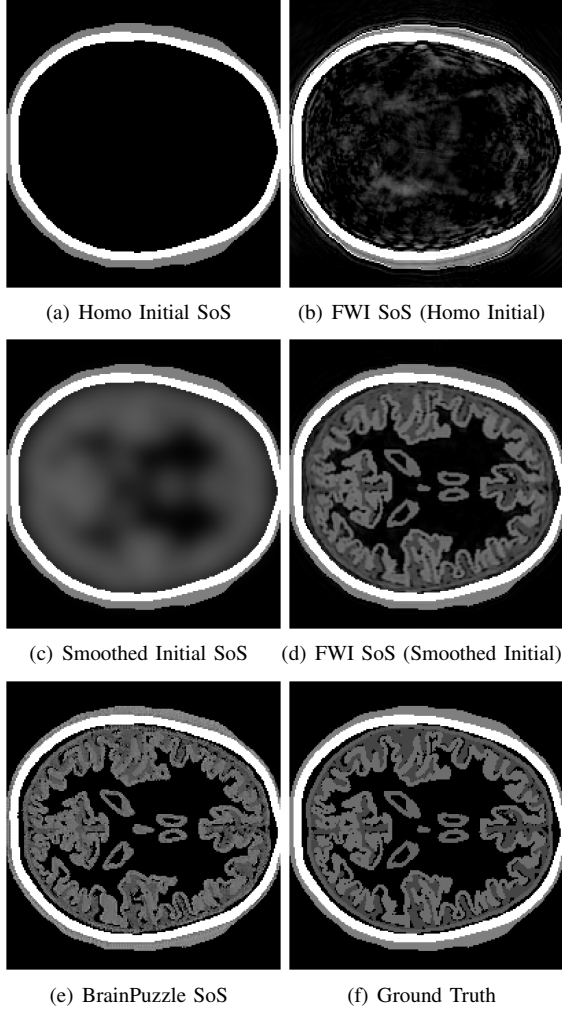 (a) Homo Initial SoS
(b) FWI SoS (Homo Initial)
(c) Smoothed Initial SoS
(d) FWI SoS (Smoothed Initial)
(e) BrainPuzzle SoS
(f) Ground Truth